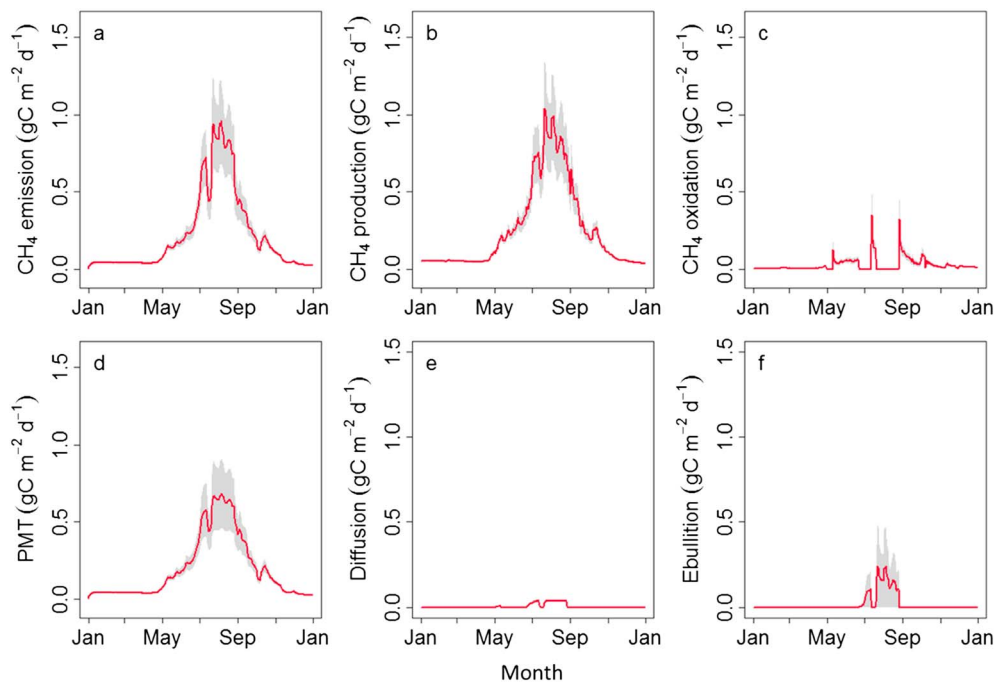 a
CH₄ emission (gC m⁻² d⁻¹)
1.5
1.0
0.5
0.0
Jan May Sep Jan
b
CH₄ production (gC m⁻² d⁻¹)
1.5
1.0
0.5
0.0
Jan May Sep Jan
c
CH₄ oxidation (gC m⁻² d⁻¹)
1.5
1.0
0.5
0.0
Jan May Sep Jan
d
PMT (gC m⁻² d⁻¹)
1.5
1.0
0.5
0.0
Jan May Sep Jan
e
Diffusion (gC m⁻² d⁻¹)
1.5
1.0
0.5
0.0
Jan May Sep Jan
f
Ebullition (gC m⁻² d⁻¹)
1.5
1.0
0.5
0.0
Jan May Sep Jan
Month